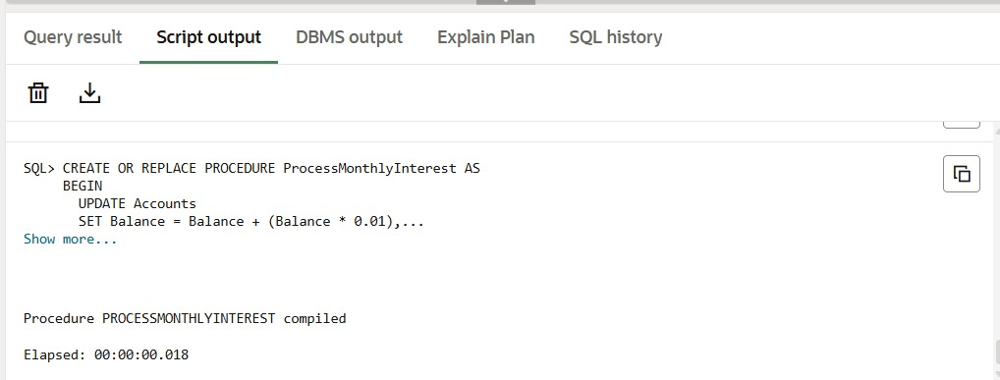 Query result Script output DBMS output Explain Plan SQL history
SQL> CREATE OR REPLACE PROCEDURE ProcessMonthlyInterest AS
BEGIN
UPDATE Accounts
SET Balance = Balance + (Balance * 0.01),...
Show more...
Procedure PROCESSMONTHLYINTEREST compiled
Elapsed: 00:00:00.018